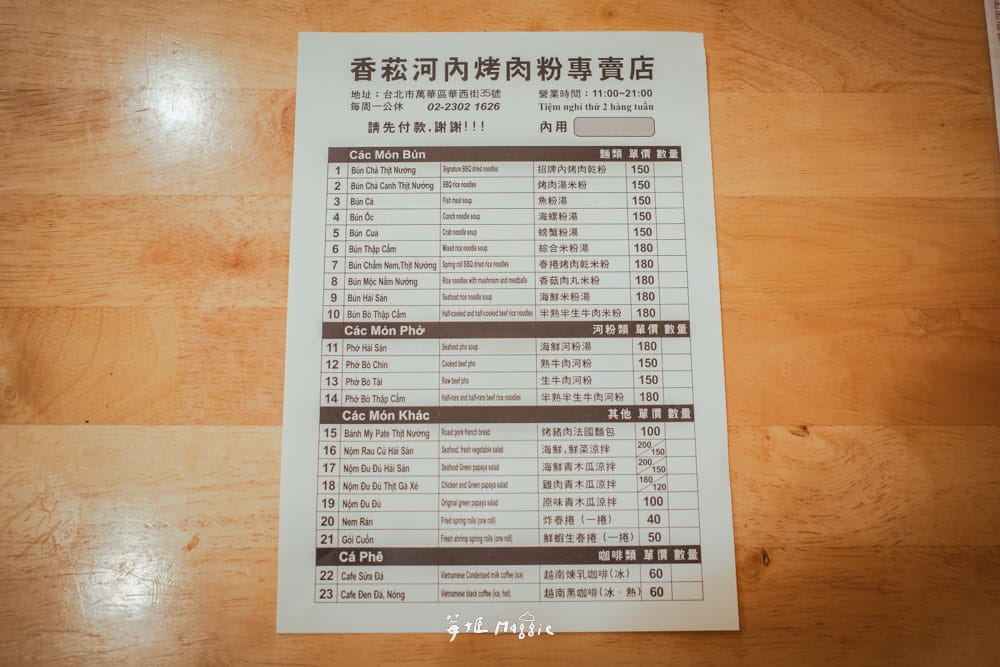 香菘河內烤肉粉專賣店
地址：台北市萬華區華西街35號 營業時間：11:00~21:00
每周一公休 02-2302 1626 Tiệm nghỉ thứ 2 hàng tuần
請先付款,謝謝!!! 內用
Các Món Bún 麵類 單價 數量
1 Bún Chả Thịt Nướng Signature BBQ dried noodles 招牌內烤肉乾粉 150
2 Bún Chả Canh Thịt Nướng BBQ rice noodles 烤肉湯米粉 150
3 Bún Cá Fish meal soup 魚粉湯 150
4 Bún Ốc Conch noodle soup 海螺粉湯 150
5 Bún Cua Crab noodle soup 螃蟹粉湯 150
6 Bún Thập Cẩm Mixed rice noodle soup 綜合米粉湯 180
7 Bún Chấm Nem,Thịt Nướng Spring roll BBQ dried rice noodles 春捲烤肉乾米粉 180
8 Bún Mộc Nấm Nướng Rice noodles with mushroom and meatballs 香菇肉丸米粉 180
9 Bún Hải Sản Seafood rice noodle soup 海鮮米粉湯 180
10 Bún Bò Thập Cẩm Half-cooked and half-cooked beef rice noodles 半熟半生牛肉米粉 180
Các Món Phở 河粉類 單價 數量
11 Phở Hải Sản Seafood pho soup 海鮮河粉湯 180
12 Phở Bò Chín Cooked beef pho 熟牛肉河粉 150
13 Phở Bò Tái Raw beef pho 生牛肉河粉 150
14 Phở Bò Thập Cẩm Half-rare and half-rare beef rice noodles 半熟半生牛肉河粉 180
Các Món Khác 其他 單價 數量
15 Bánh Mỳ Pate Thịt Nướng Roast pork french bread 烤豬肉法國麵包 100
16 Nộm Rau Củ Hải Sản Seafood, fresh vegetable salad 海鮮,鮮菜涼拌 200/150
17 Nộm Đu Đủ Hải Sản Seafood Green papaya salad 海鮮青木瓜涼拌 200/150
18 Nộm Đu Đủ Thịt Gà Xé Chicken and Green papaya salad 雞肉青木瓜涼拌 180/120
19 Nộm Đu Đủ Original green papaya salad 原味青木瓜涼拌 100
20 Nem Rán Fried spring rolls (one roll) 炸春捲（一捲） 40
21 Gỏi Cuốn Fresh shrimp spring rolls (one roll) 鮮蝦生春捲（一捲） 50
Cá Phê 咖啡類 單價 數量
22 Cafe Sữa Đá Vietnamese Condensed milk coffee (ice) 越南煉乳咖啡(冰) 60
23 Cafe Đen Đá, Nóng Vietnamese black coffee (ice, hot) 越南黑咖啡(冰、熱) 60
Maggie